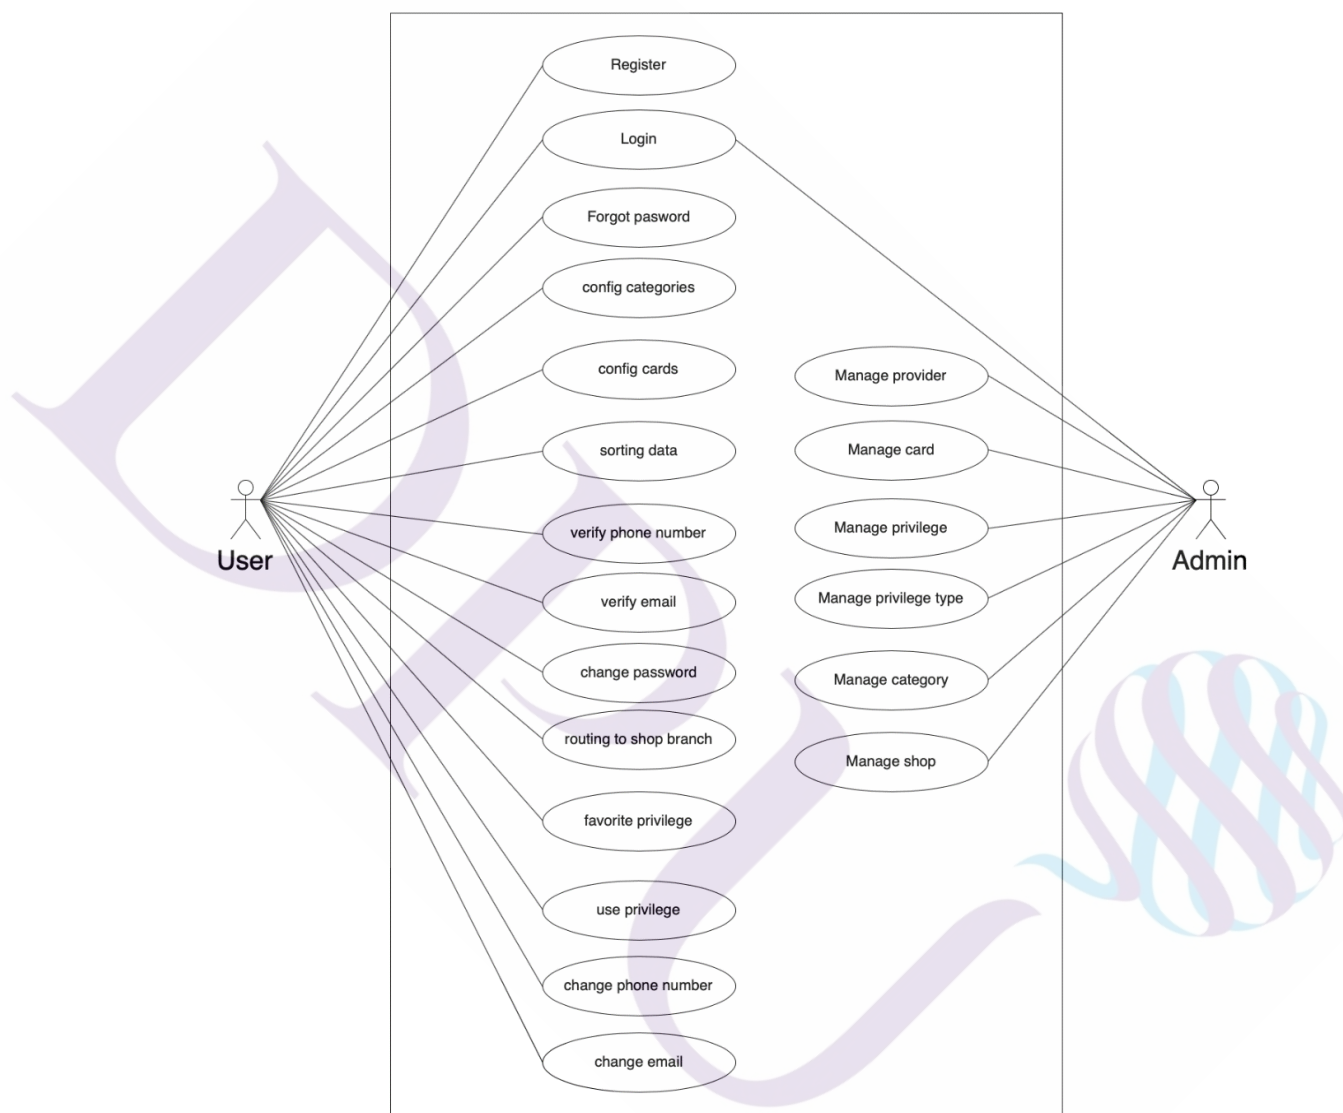 Register
Login
Forgot pasword
config categories
config cards
sorting data
verify phone number
verify email
change password
routing to shop branch
favorite privilege
use privilege
change phone number
change email
Manage provider
Manage card
Manage privilege
Manage privilege type
Manage category
Manage shop
User
Admin
DPU